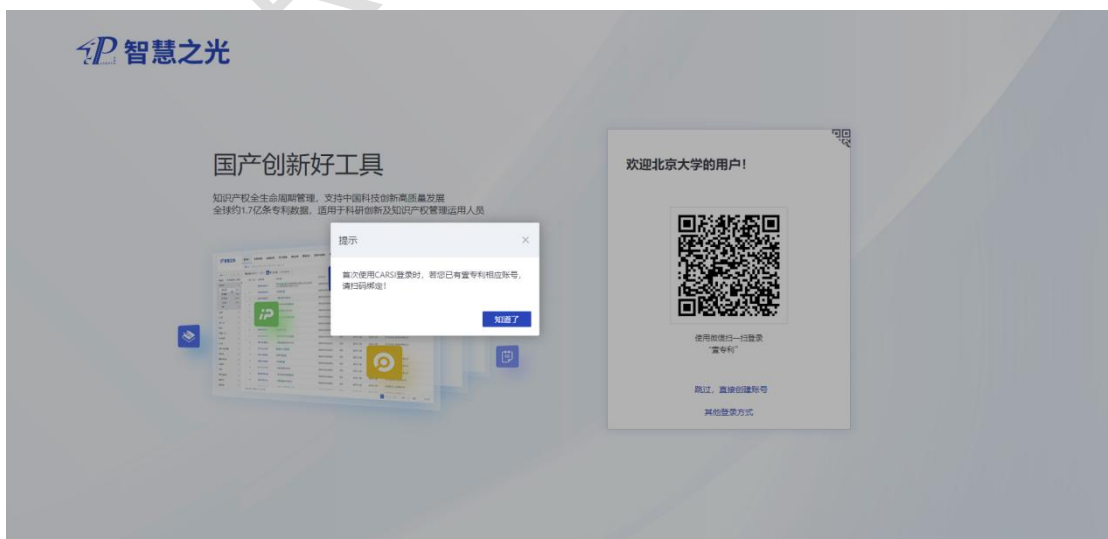 智慧之光
国产创新好工具
知识产权全生命周期管理，支持中国科技创新高质量发展
全球约1.7亿条专利数据，适用于科研创新及知识产权管理运用人员
提示
首次使用CARSI登录时，若您已有壹专利相应账号，
请扫码绑定！
知道了
欢迎北京大学的用户！
使用微信扫一扫登录
“壹专利”
跳过，直接创建账号
其他登录方式